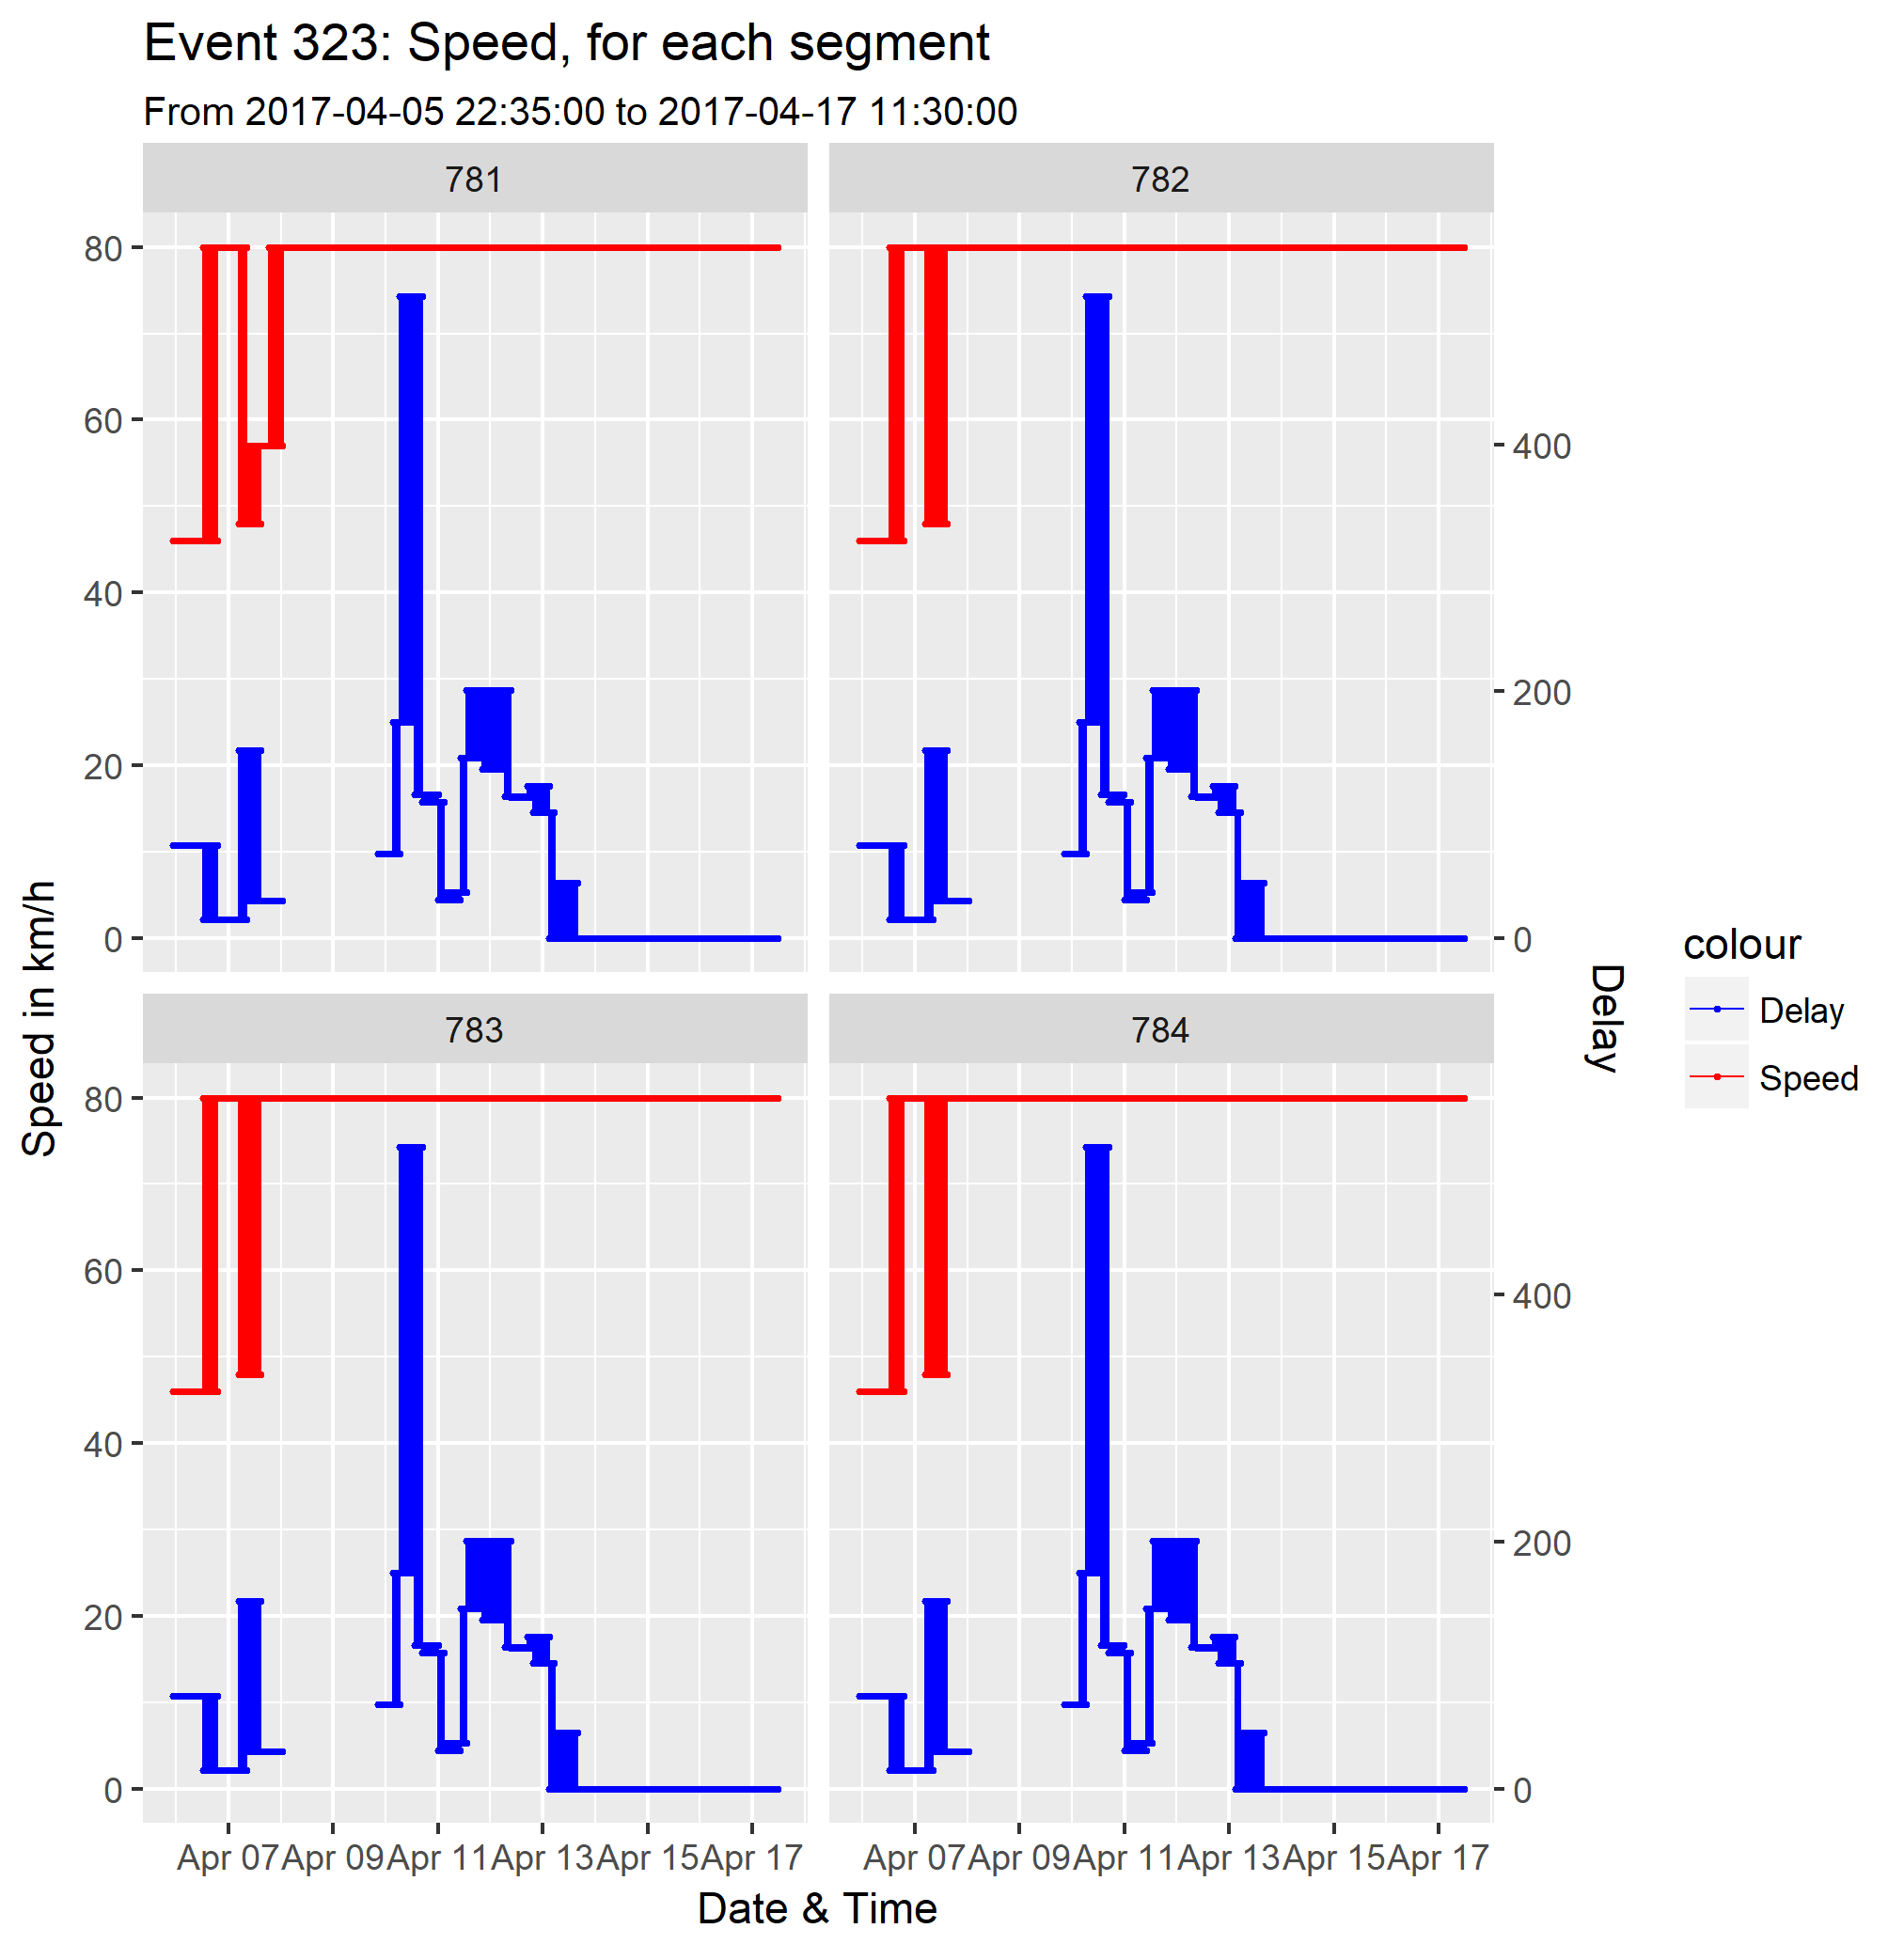 Event 323: Speed, for each segment
From 2017-04-05 22:35:00 to 2017-04-17 11:30:00
781
782
80
60
40
20
0
400
200
0
783
784
80
60
40
20
0
400
200
0
Apr 07 Apr 09 Apr 11 Apr 13 Apr 15 Apr 17
Apr 07 Apr 09 Apr 11 Apr 13 Apr 15 Apr 17
Date & Time
Speed in km/h
Delay
colour
Delay
Speed